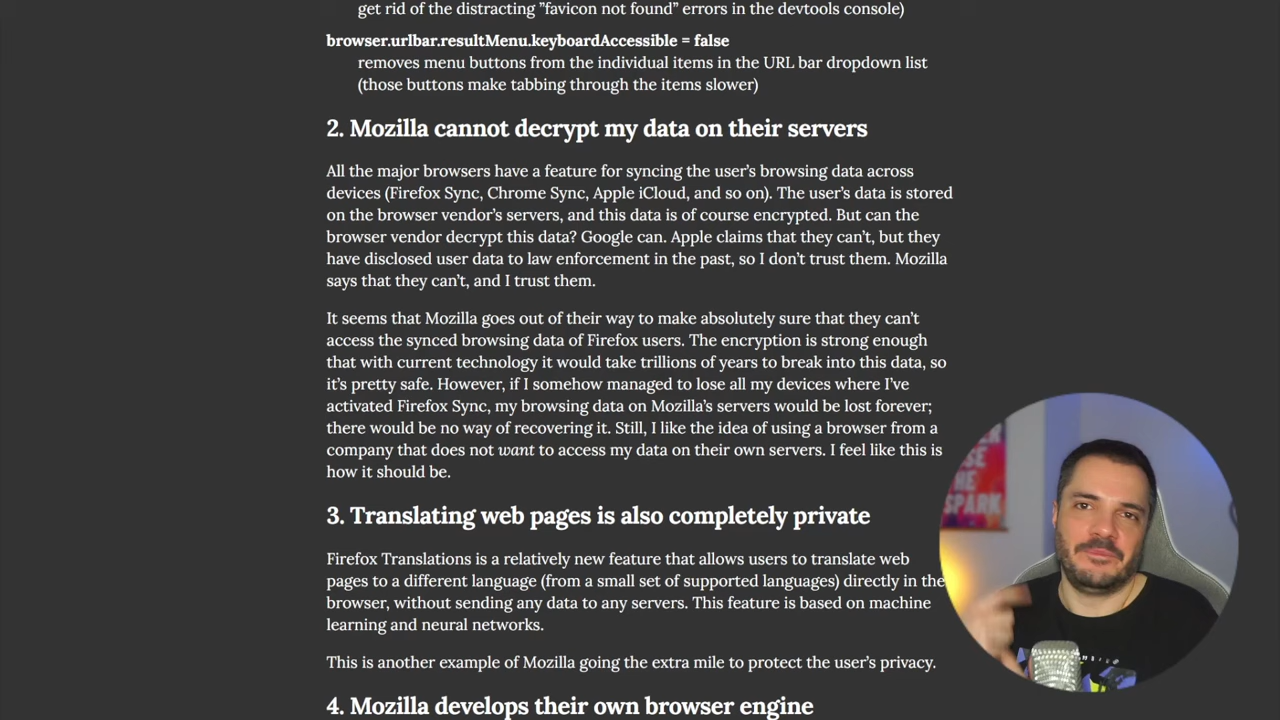 get rid of the distracting ”favicon not found” errors in the devtools console)
browser.urlbar.resultMenu.keyboardAccessible = false
removes menu buttons from the individual items in the URL bar dropdown list
(those buttons make tabbing through the items slower)
2. Mozilla cannot decrypt my data on their servers
All the major browsers have a feature for syncing the user’s browsing data across
devices (Firefox Sync, Chrome Sync, Apple iCloud, and so on). The user’s data is stored
on the browser vendor’s servers, and this data is of course encrypted. But can the
browser vendor decrypt this data? Google can. Apple claims that they can’t, but they
have disclosed user data to law enforcement in the past, so I don’t trust them. Mozilla
says that they can’t, and I trust them.
It seems that Mozilla goes out of their way to make absolutely sure that they can’t
access the synced browsing data of Firefox users. The encryption is strong enough
that with current technology it would take trillions of years to break into this data, so
it’s pretty safe. However, if I somehow managed to lose all my devices where I’ve
activated Firefox Sync, my browsing data on Mozilla’s servers would be lost forever;
there would be no way of recovering it. Still, I like the idea of using a browser from a
company that does not want to access my data on their own servers. I feel like this is
how it should be.
3. Translating web pages is also completely private
Firefox Translations is a relatively new feature that allows users to translate web
pages to a different language (from a small set of supported languages) directly in the
browser, without sending any data to any servers. This feature is based on machine
learning and neural networks.
This is another example of Mozilla going the extra mile to protect the user’s privacy.
4. Mozilla develops their own browser engine
SPARK